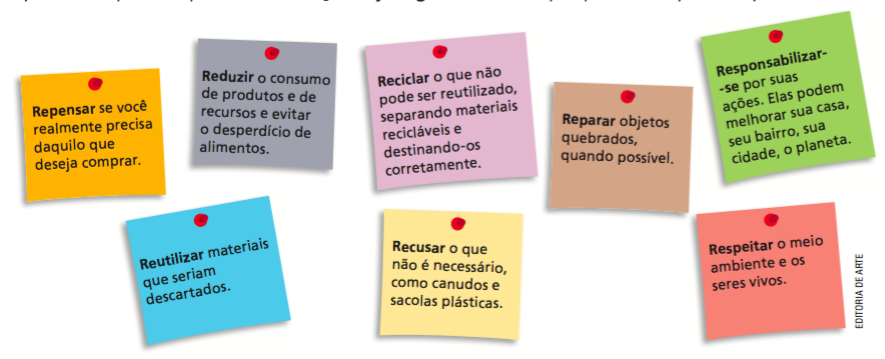 Repensar se você
realmente precisa
daquilo que
deseja comprar.
Reduzir o consumo
de produtos e de
recursos e evitar
o desperdício de
alimentos.
Reciclar o que não
pode ser reutilizado,
separando materiais
recicláveis e
destinando-os
corretamente.
Reparar objetos
quebrados,
quando possível.
Responsabilizar-
-se por suas
ações. Elas podem
melhorar sua casa,
seu bairro, sua
cidade, o planeta.
Reutilizar materiais
que seriam
descartados.
Recusar o que
não é necessário,
como canudos e
sacolas plásticas.
Respeitar o meio
ambiente e os
seres vivos.
EDITORIA DE ARTE